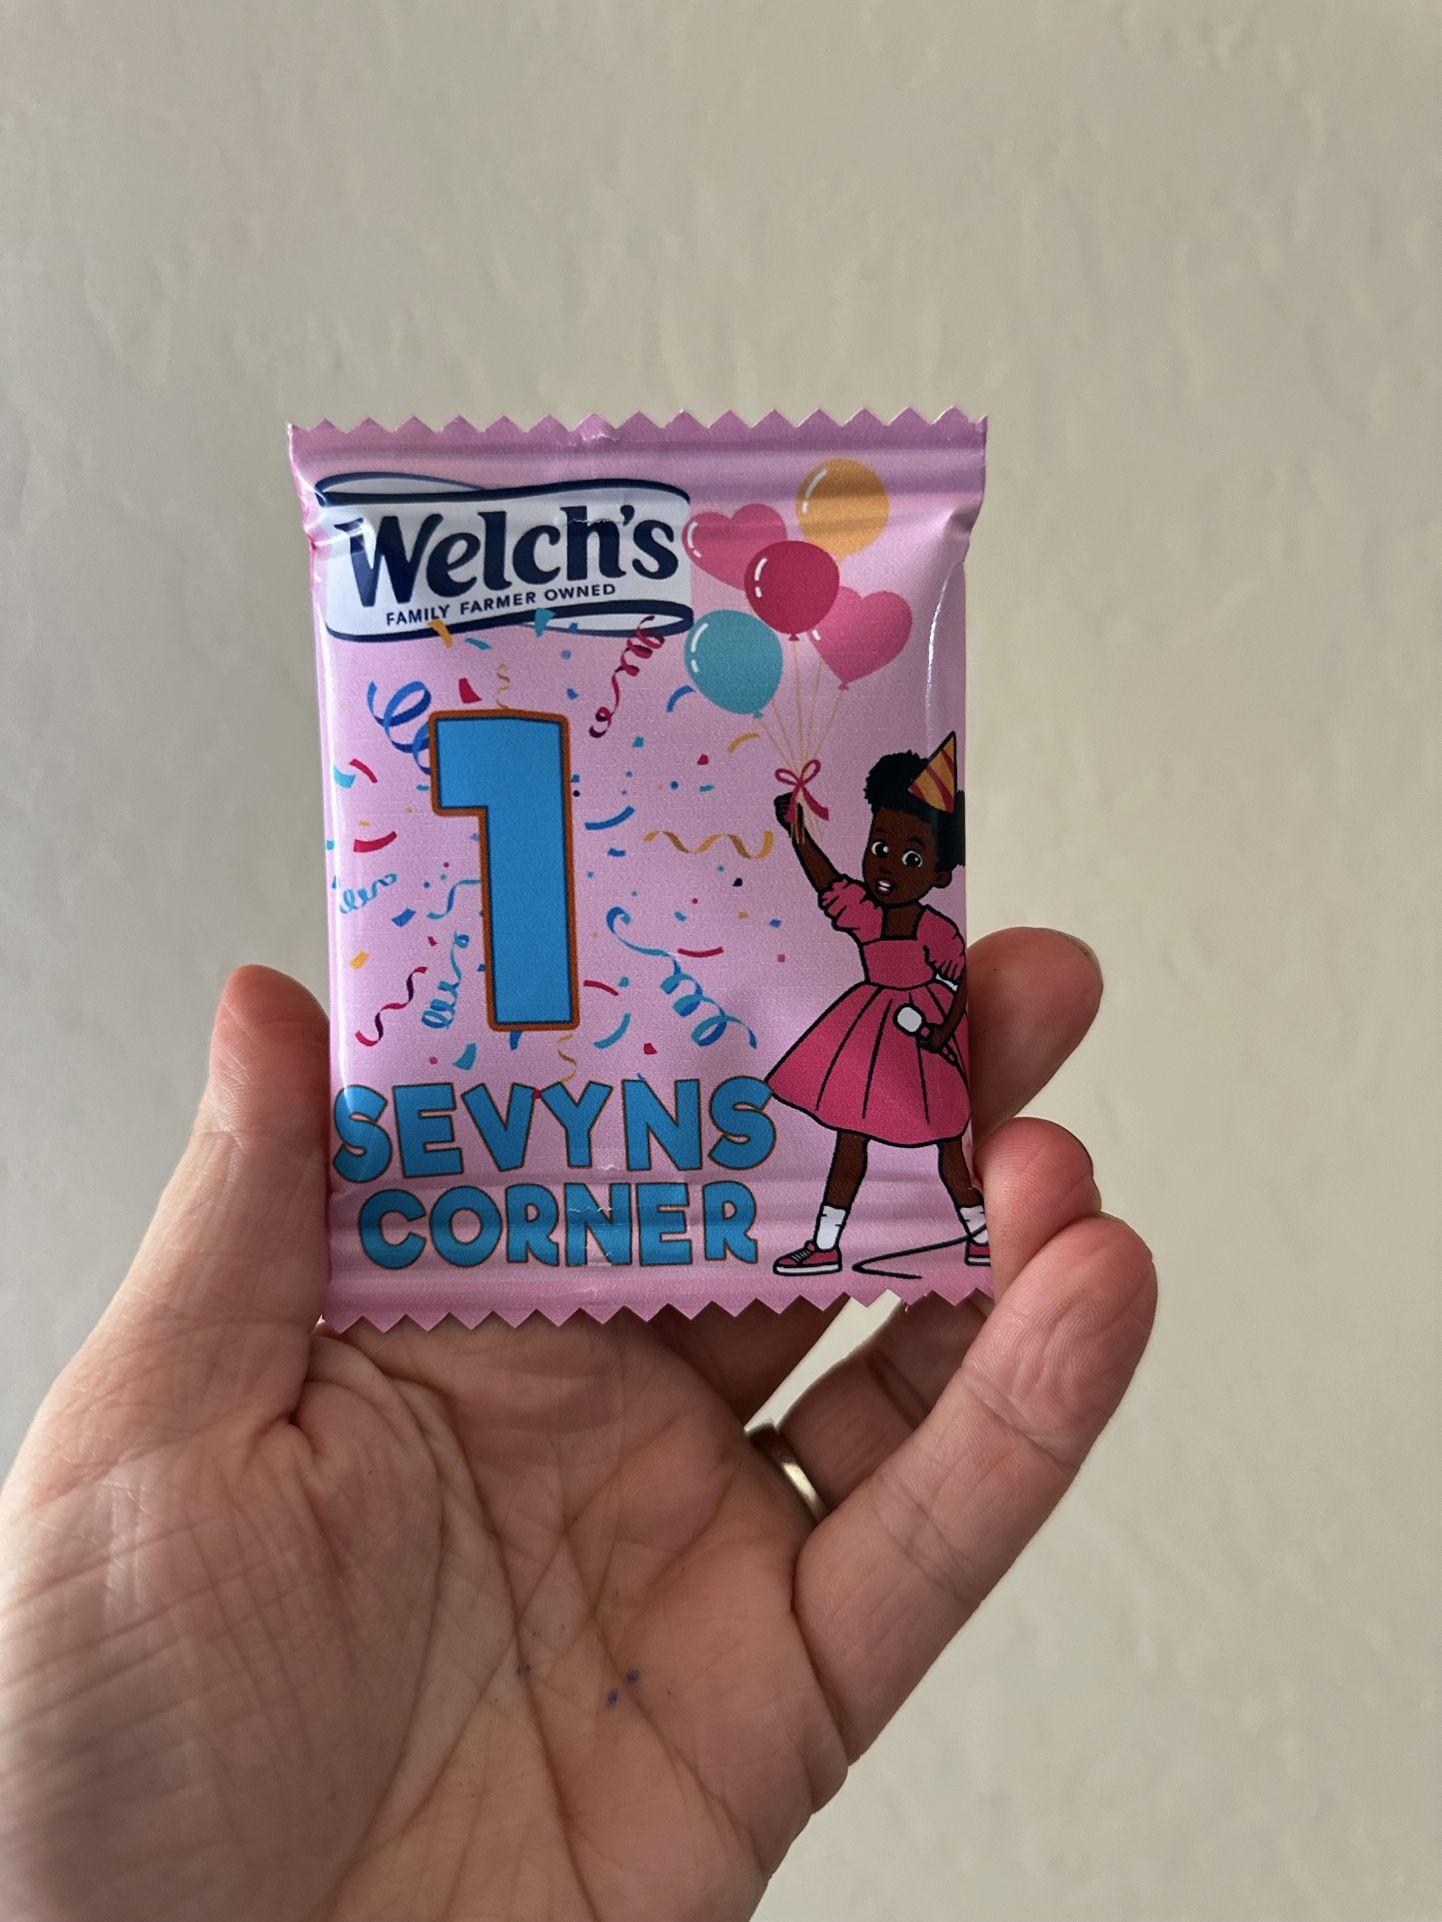 Welch's
FAMILY FARMER OWNED
1
SEVYNS
CORNER